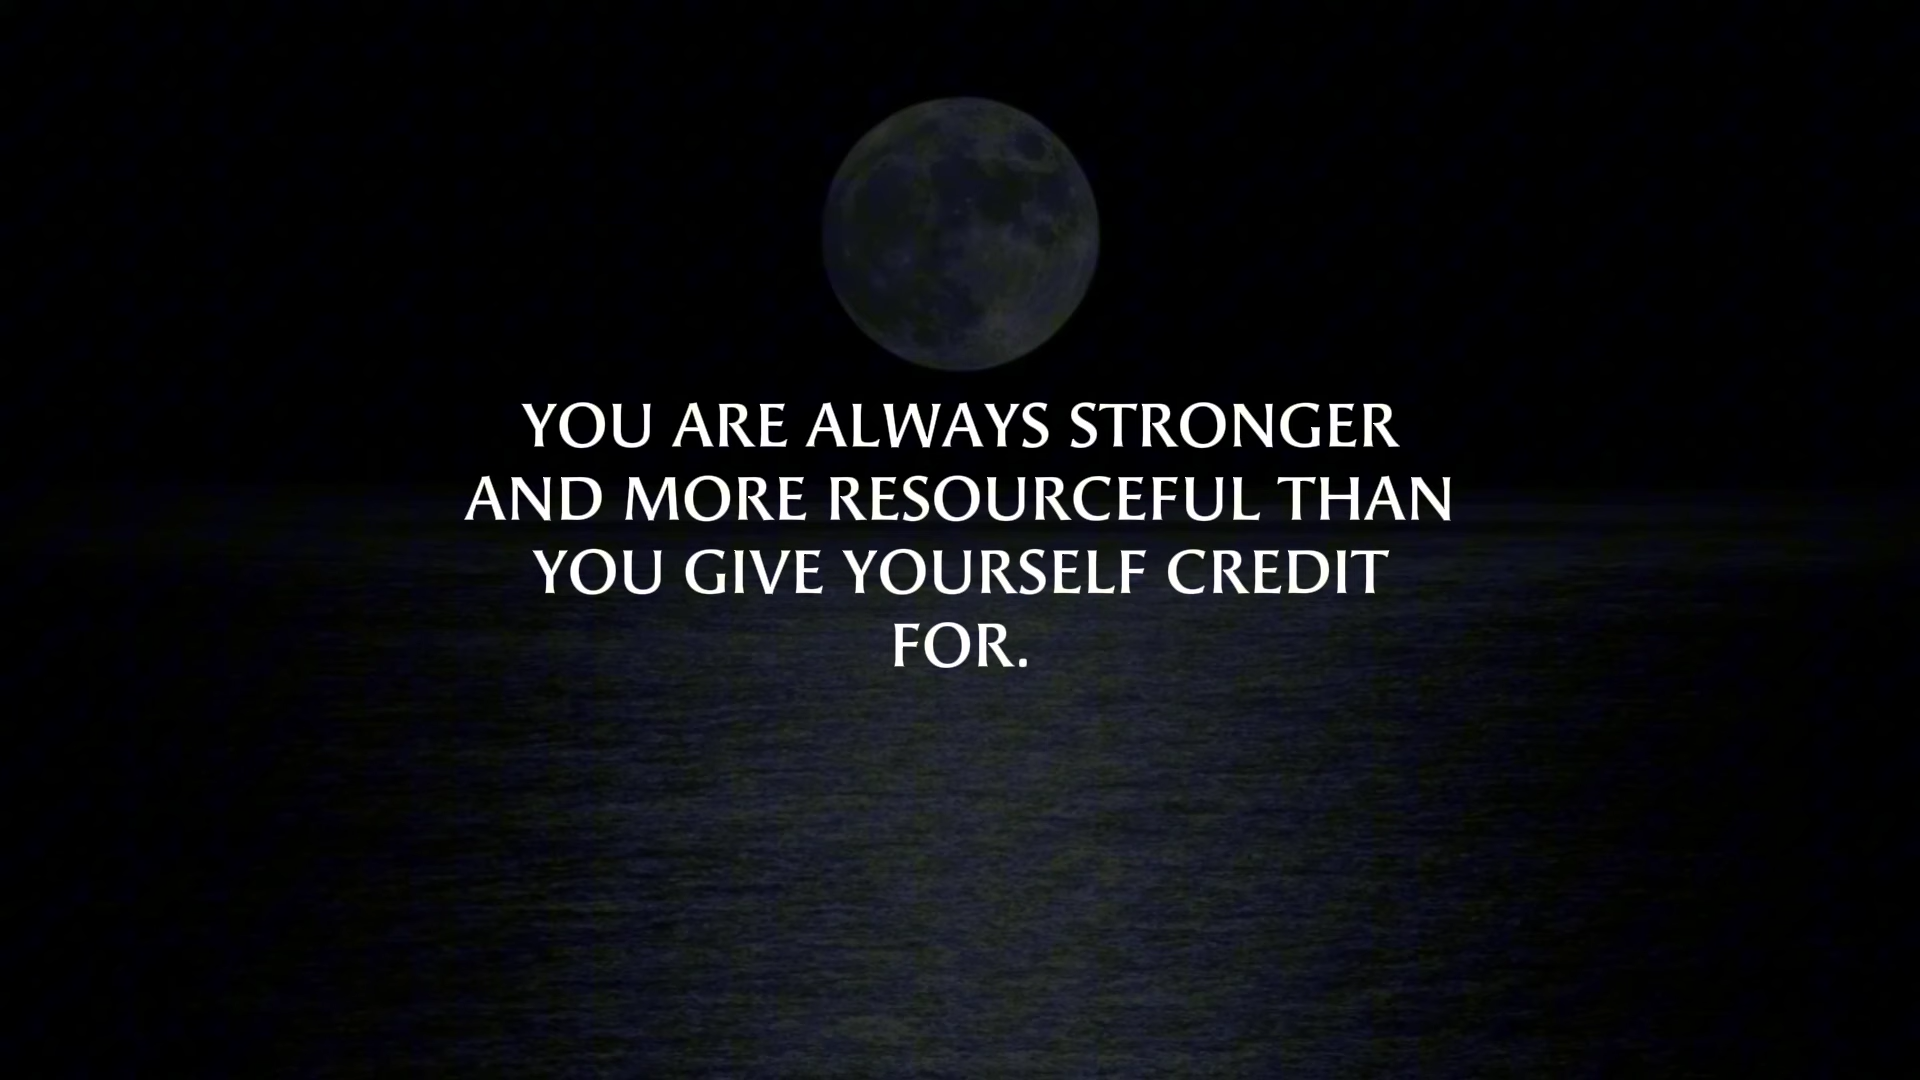 YOU ARE ALWAYS STRONGER
AND MORE RESOURCEFUL THAN
YOU GIVE YOURSELF CREDIT
FOR.